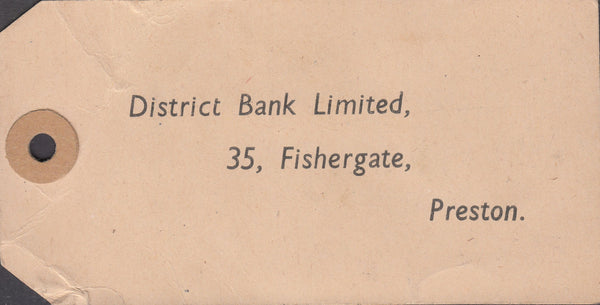 District Bank Limited,
35, Fishergate,
Preston.